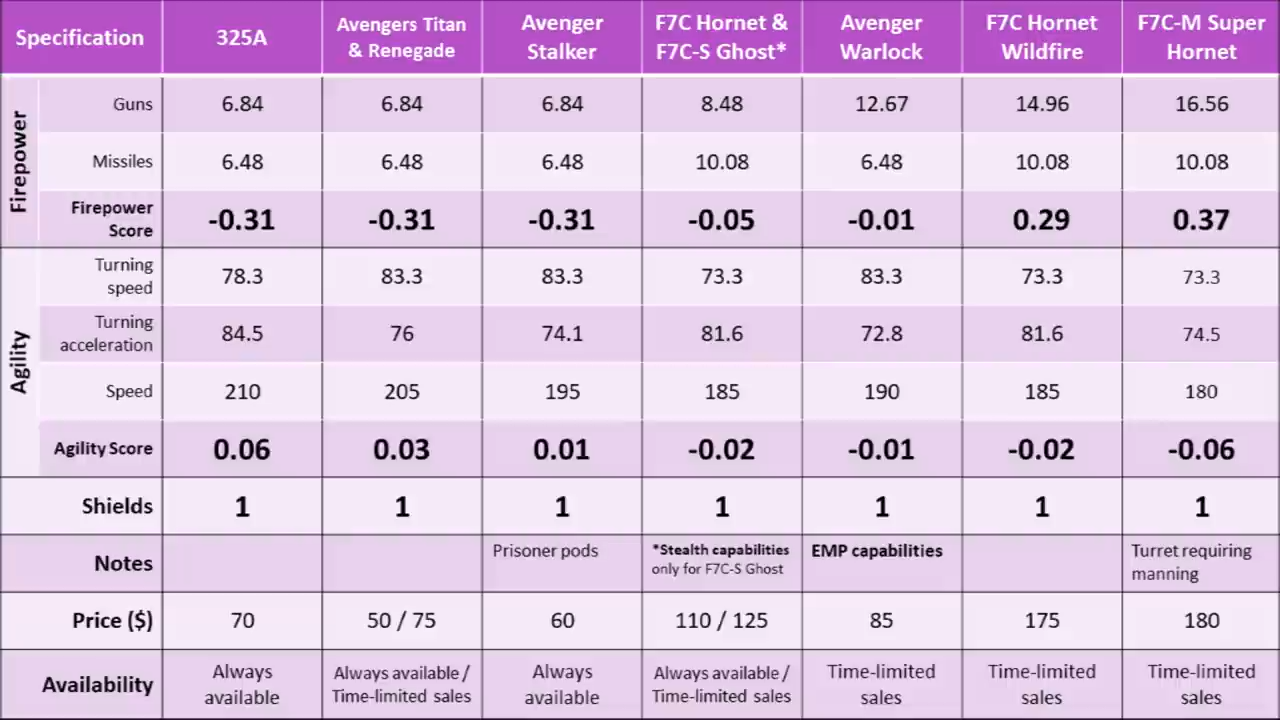 Specification 325A Avengers Titan & Renegade Avenger Stalker F7C Hornet & F7C-S Ghost* Avenger Warlock F7C Hornet Wildfire F7C-M Super Hornet
Firepower
Guns 6.84 6.84 6.84 8.48 12.67 14.96 16.56
Missiles 6.48 6.48 6.48 10.08 6.48 10.08 10.08
Firepower Score -0.31 -0.31 -0.31 -0.05 -0.01 0.29 0.37
Agility
Turning speed 78.3 83.3 83.3 73.3 83.3 73.3 73.3
Turning acceleration 84.5 76 74.1 81.6 72.8 81.6 74.5
Speed 210 205 195 185 190 185 180
Agility Score 0.06 0.03 0.01 -0.02 -0.01 -0.02 -0.06
Shields 1 1 1 1 1 1 1
Notes Prisoner pods *Stealth capabilities only for F7C-S Ghost EMP capabilities Turret requiring manning
Price ($) 70 50 / 75 60 110 / 125 85 175 180
Availability Always available Always available / Time-limited sales Always available Always available / Time-limited sales Time-limited sales Time-limited sales Time-limited sales